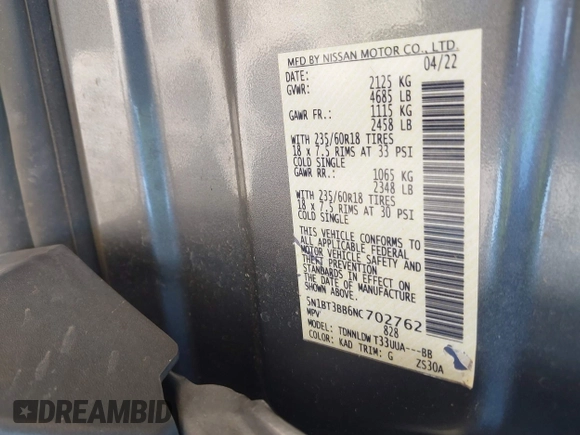 MFD BY NISSAN MOTOR CO., LTD.
DATE: 04/22
GVWR: 2125 KG
4685 LB
GAWR FR.: 1115 KG
2458 LB
WITH 235/60R18 TIRES
18 x 7.5 RIMS AT 33 PSI
COLD SINGLE
GAWR RR.: 1065 KG
2348 LB
WITH 235/60R18 TIRES
18 x 7.5 RIMS AT 30 PSI
COLD SINGLE
THIS VEHICLE CONFORMS TO
ALL APPLICABLE FEDERAL
MOTOR VEHICLE SAFETY AND
THEFT PREVENTION
STANDARDS IN EFFECT ON
THE DATE OF MANUFACTURE
SHOWN ABOVE.
5N1BT3BB6NC702762
MPV 828
MODEL: TDNNLDWT33UUA---BB
COLOR: KAD TRIM: G ZS30A
DREAMBID